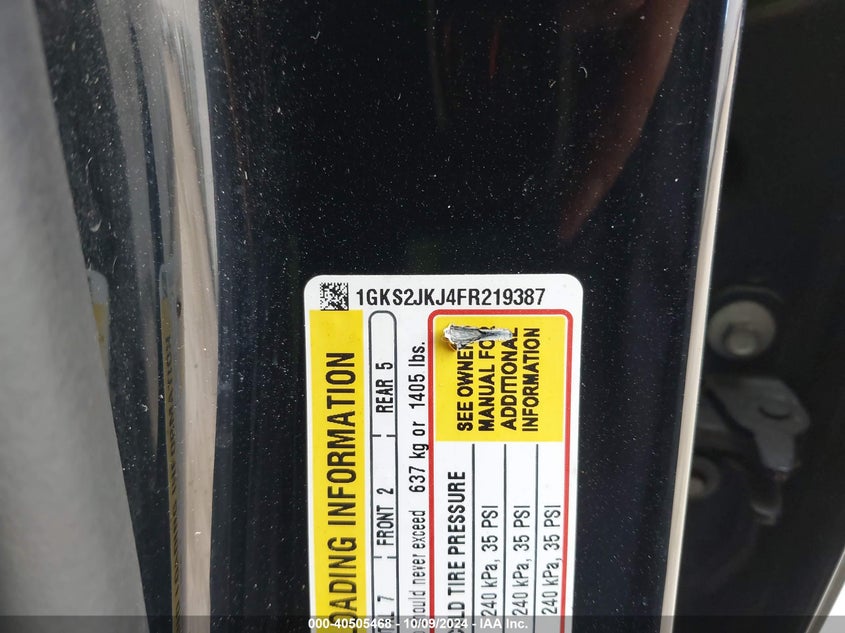 1GKS2JKJ4FR219387
LOADING INFORMATION
7 FRONT 2 REAR 5
should never exceed 637 kg or 1405 lbs.
SEE OWNER
MANUAL FOR
ADDITIONAL
INFORMATION
COLD TIRE PRESSURE
240 kPa, 35 PSI
240 kPa, 35 PSI
240 kPa, 35 PSI
000-40505468 - 10/09/2024 - IAA Inc.